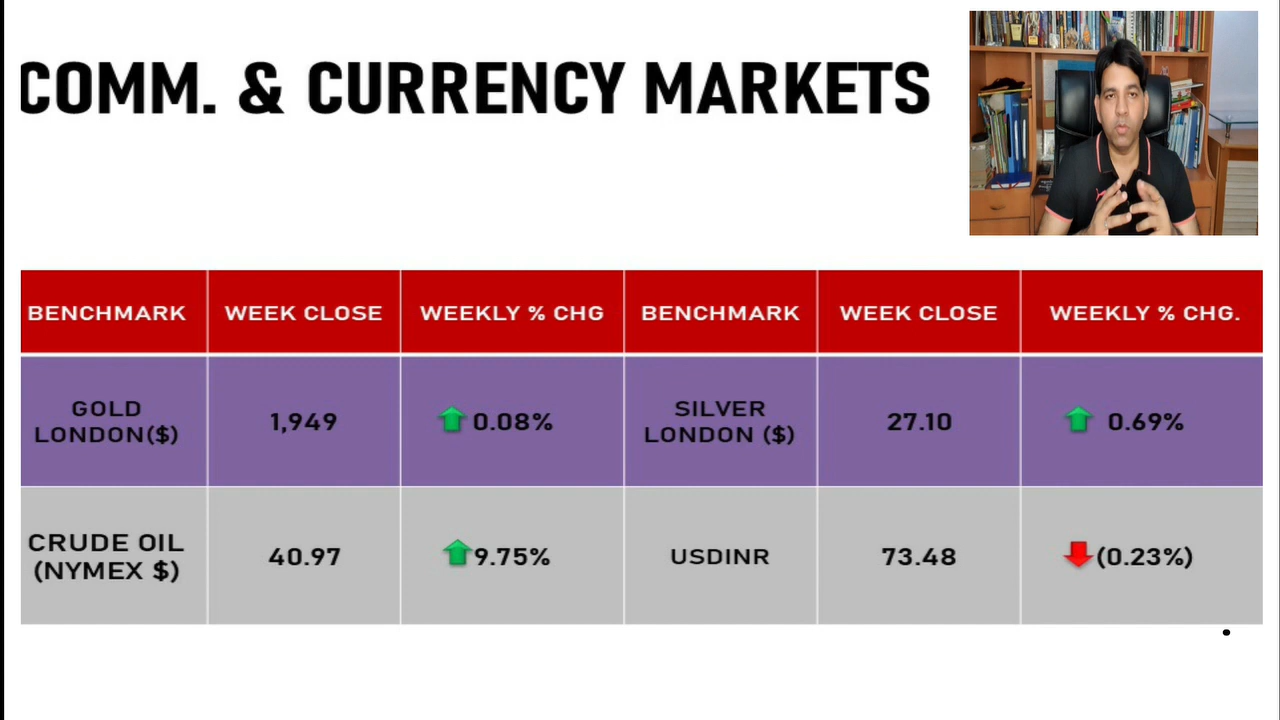 COMM. & CURRENCY MARKETS
BENCHMARK WEEK CLOSE WEEKLY % CHG BENCHMARK WEEK CLOSE WEEKLY % CHG.
GOLD
LONDON($)
1,949
0.08%
SILVER
LONDON ($)
27.10
0.69%
CRUDE OIL
(NYMEX $)
40.97
9.75%
USDINR
73.48
(0.23%)